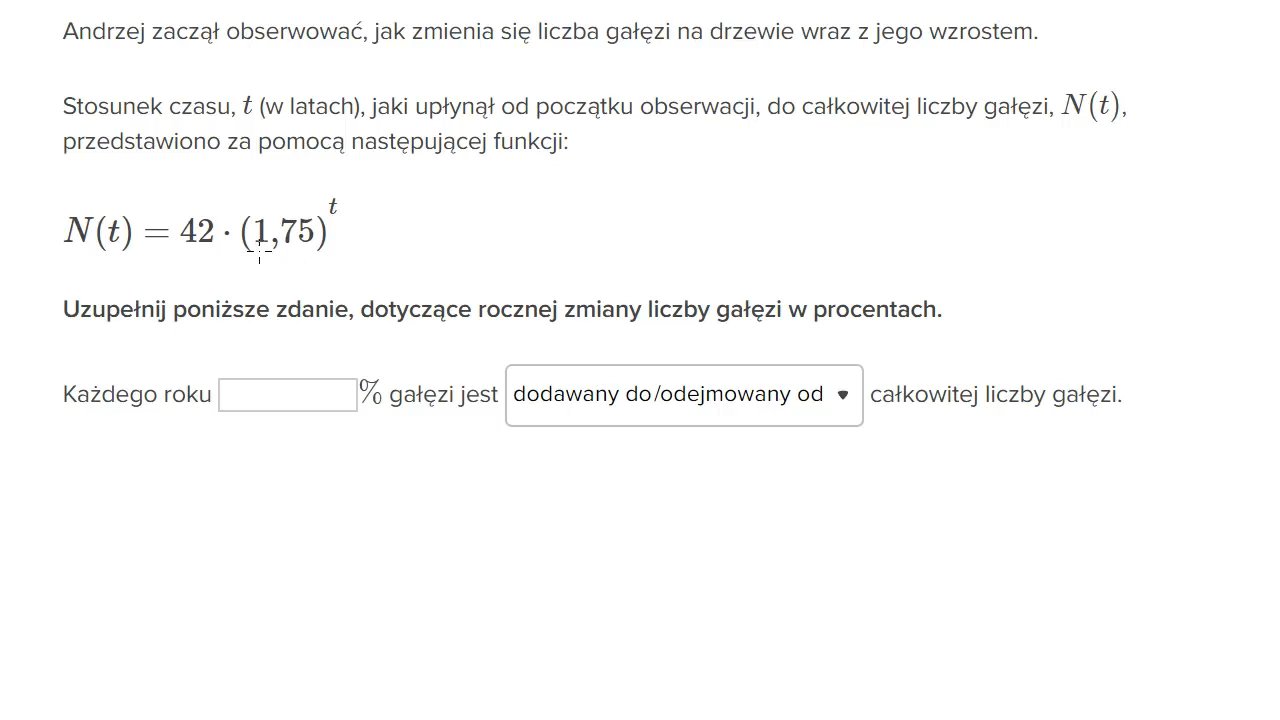 Andrzej zaczął obserwować, jak zmienia się liczba gałęzi na drzewie wraz z jego wzrostem.
Stosunek czasu, t (w latach), jaki upłynął od początku obserwacji, do całkowitej liczby gałęzi, N(t),
przedstawiono za pomocą następującej funkcji:
N(t) = 42 · (1,75)^t
Uzupełnij poniższe zdanie, dotyczące rocznej zmiany liczby gałęzi w procentach.
Każdego roku % gałęzi jest dodawany do/odejmowany od ▼ całkowitej liczby gałęzi.